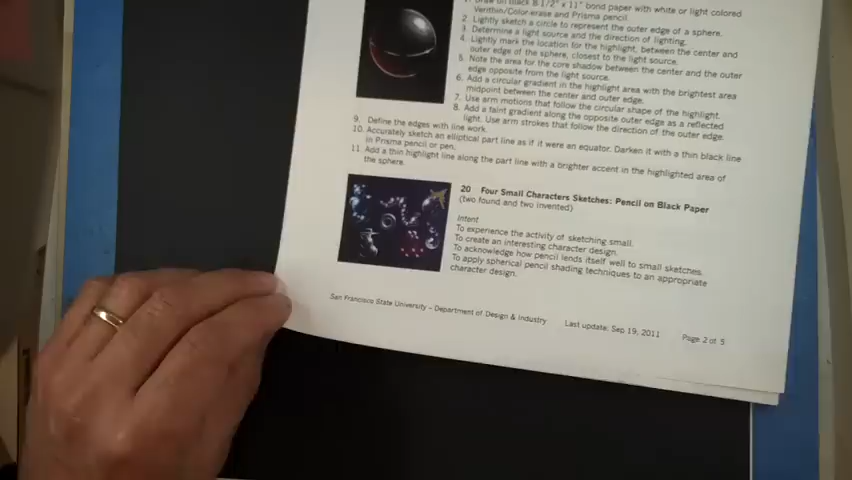 1. Draw on Black 8-1/2" x 11" bond paper with white or light colored
Verithin/Color-erase and Prisma pencil.
2. Lightly sketch a circle to represent the outer edge of a sphere.
3. Determine a light source and the direction of lighting.
4. Lightly mark the location for the highlight, between the center and
outer edge of the sphere, closest to the light source.
5. Note the area for the core shadow between the center and the outer
edge opposite from the light source.
6. Add a circular gradient in the highlight area with the brightest area
midpoint between the center and outer edge.
7. Use arm motions that follow the circular shape of the highlight.
8. Add a faint gradient along the opposite outer edge as a reflected
light. Use arm strokes that follow the direction of the outer edge.
9. Define the edges with line work.
10. Accurately sketch an elliptical part line as if it were an equator. Darken it with a thin black line
in Prisma pencil or pen.
11. Add a thin highlight line along the part line with a brighter accent in the highlighted area of
the sphere.
20 Four Small Characters Sketches: Pencil on Black Paper
(two found and two invented)
Intent
To experience the activity of sketching small.
To create an interesting character design.
To acknowledge how pencil lends itself well to small sketches.
To apply spherical pencil shading techniques to an appropriate
character design.
San Francisco State University – Department of Design & Industry Last update; Sep 19, 2011 Page 2 of 5